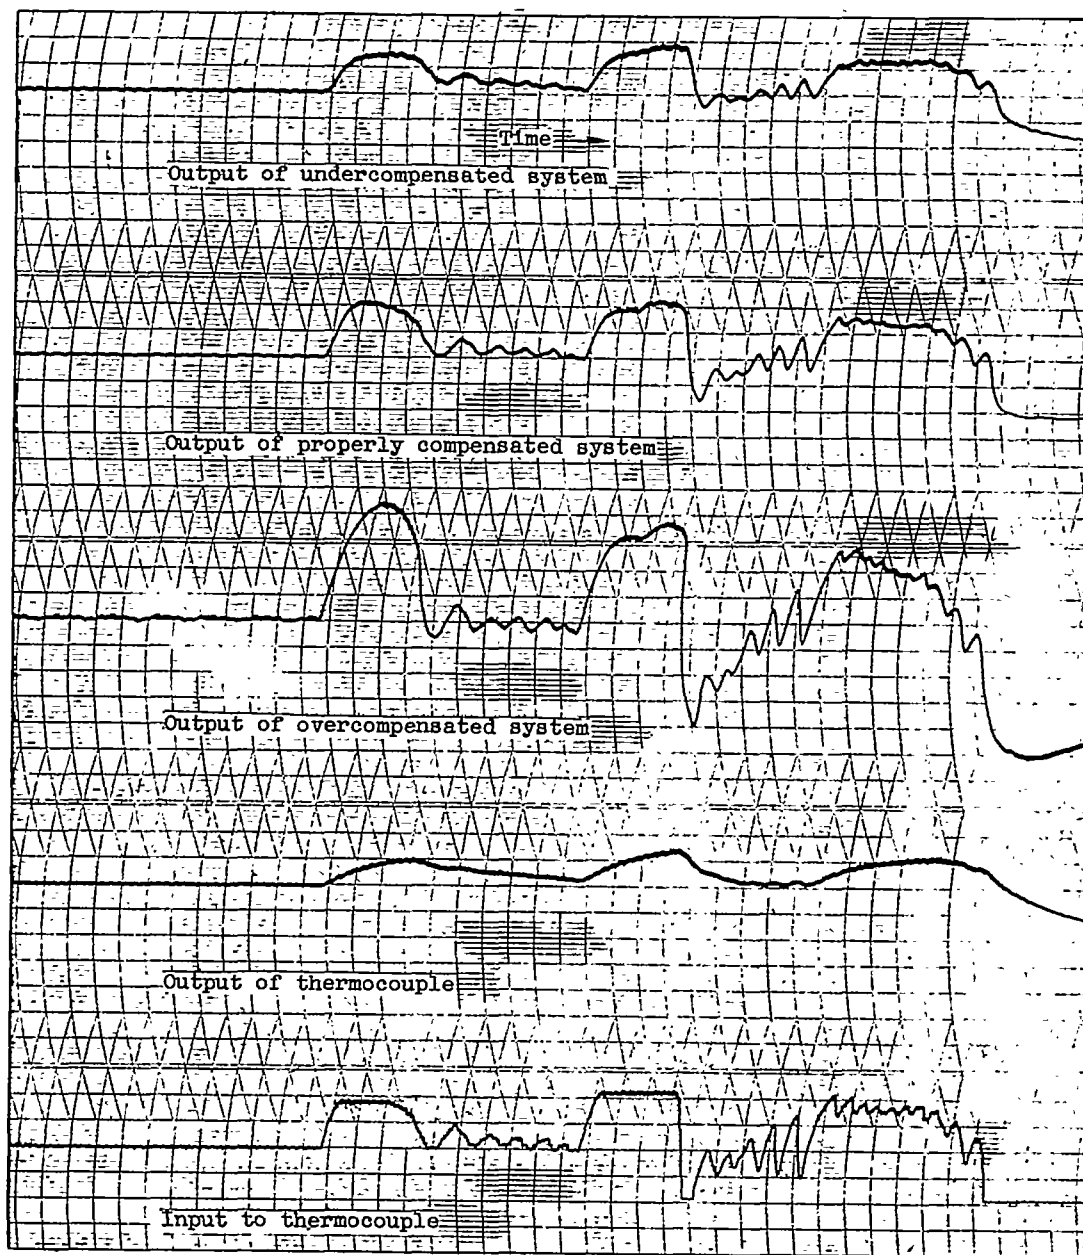 Time
Output of undercompensated system
Output of properly compensated system
Output of overcompensated system
Output of thermocouple
Input to thermocouple